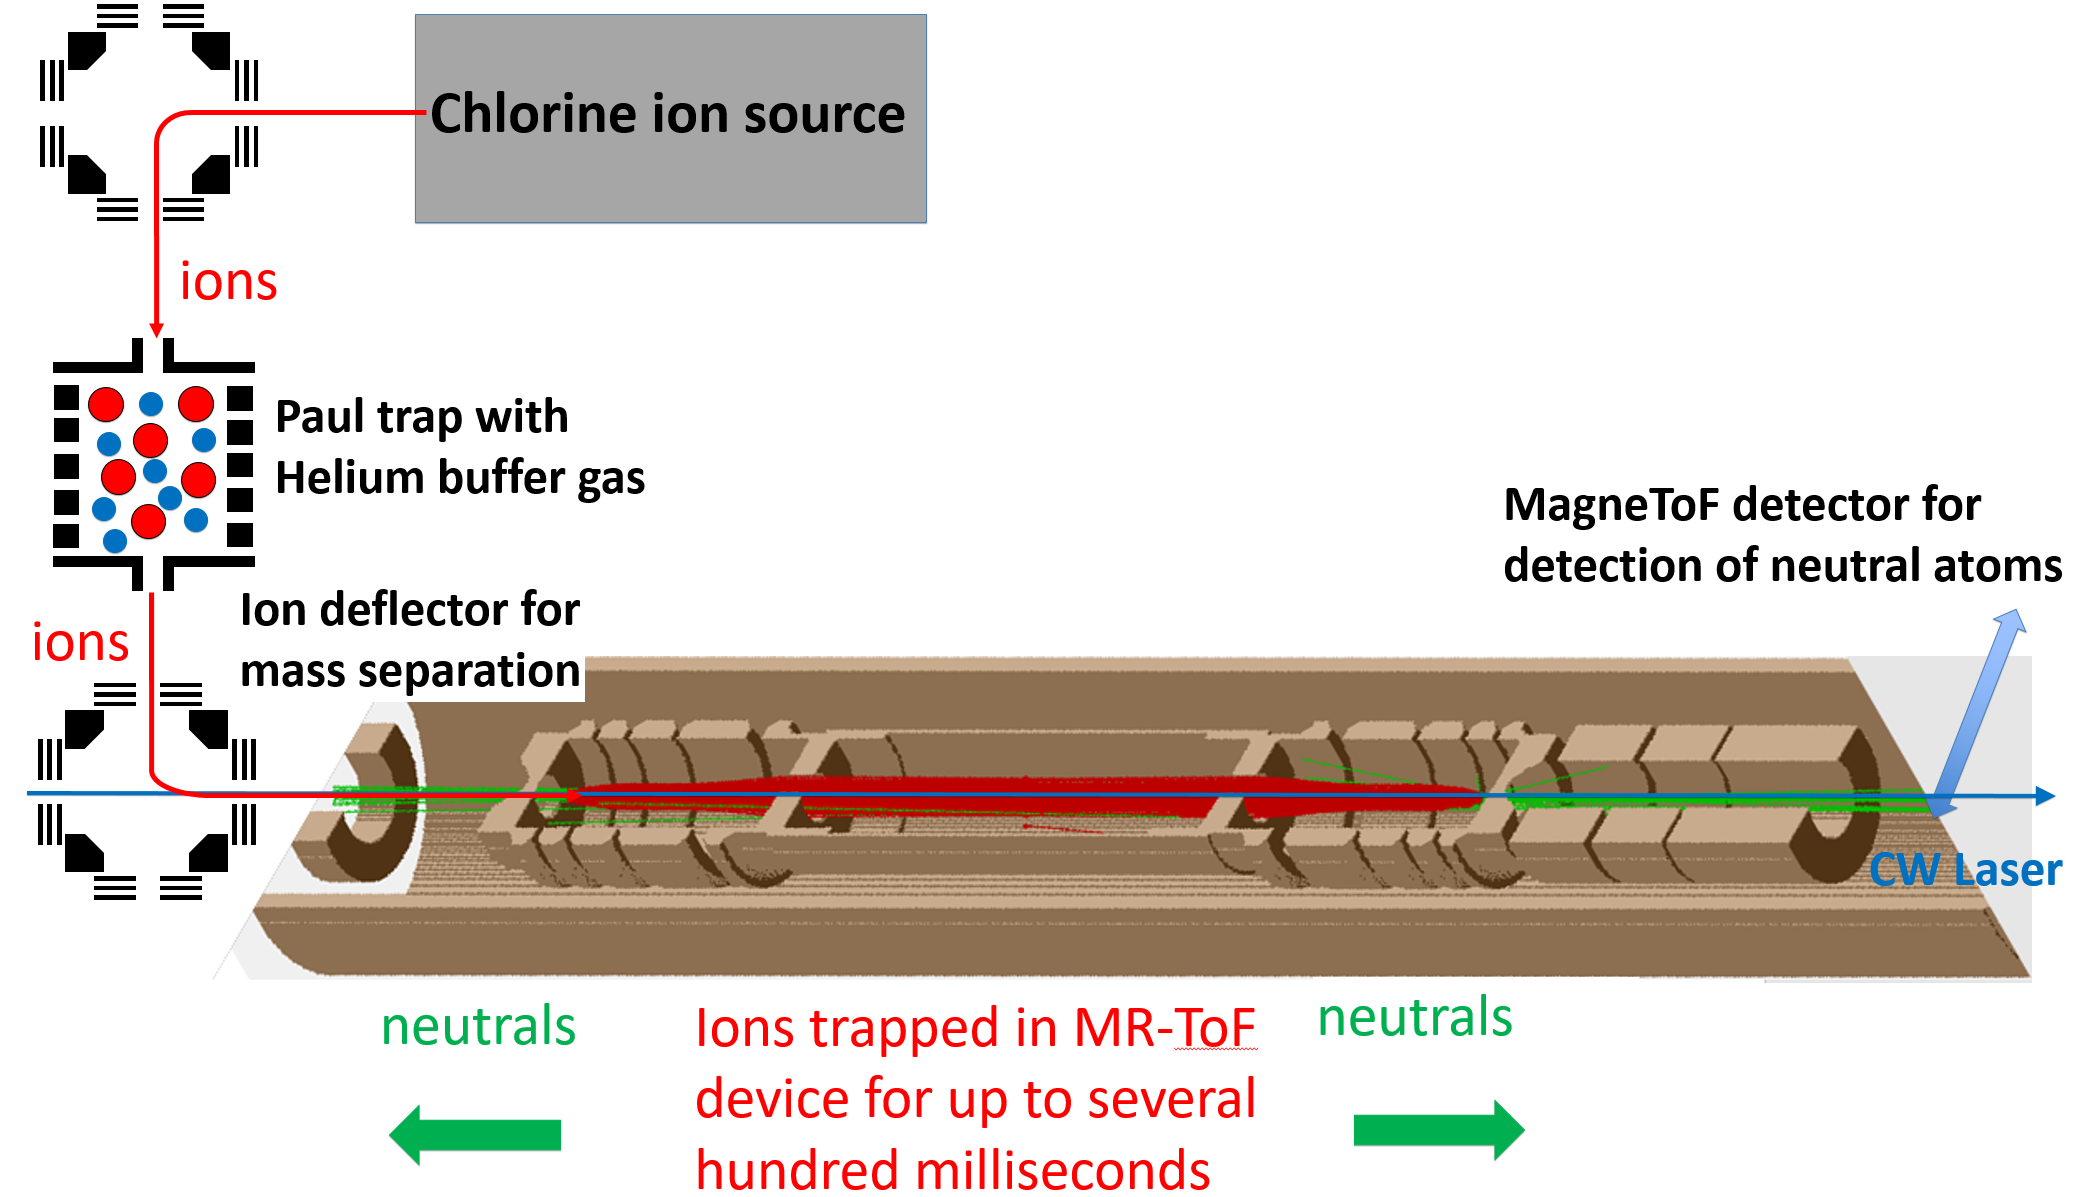 Chlorine ion source
ions
Paul trap with
Helium buffer gas
MagneToF detector for
detection of neutral atoms
Ion deflector for
mass separation
ions
CW Laser
neutrals
Ions trapped in MR-ToF
device for up to several
hundred milliseconds
neutrals